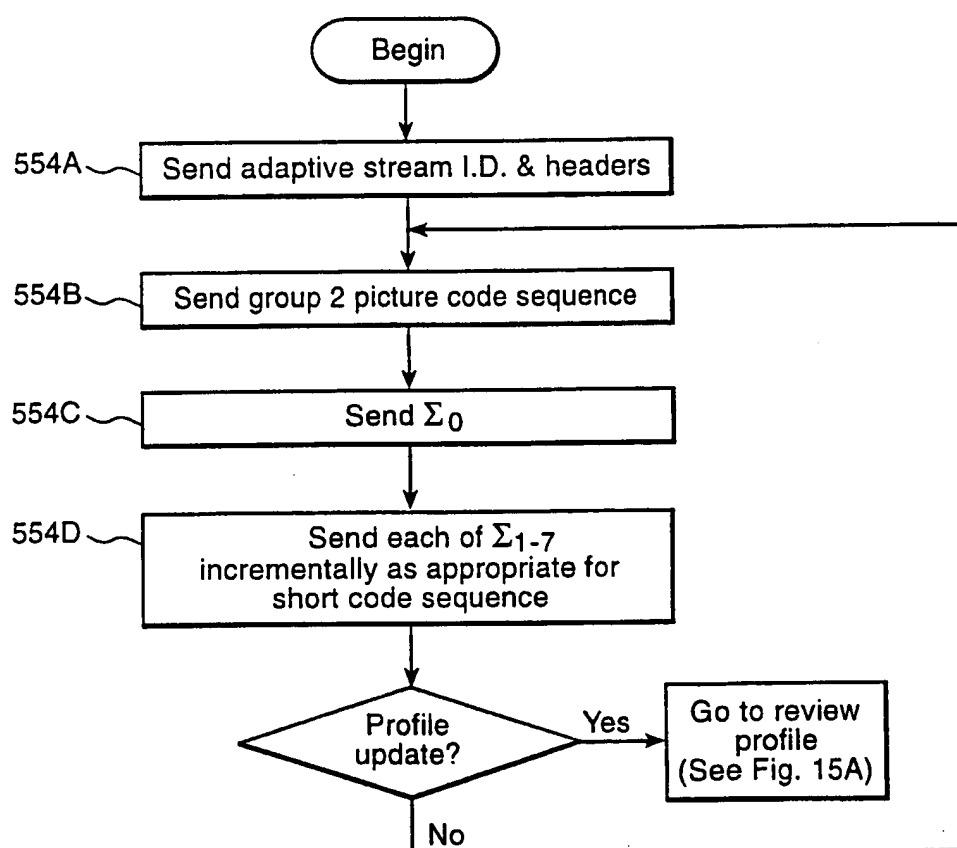 Begin
554A
Send adaptive stream I.D. & headers
554B
Send group 2 picture code sequence
554C
Send Σ0
554D
Send each of Σ1-7
incrementally as appropriate for
short code sequence
Profile
update?
Yes
Go to review
profile
(See Fig. 15A)
No